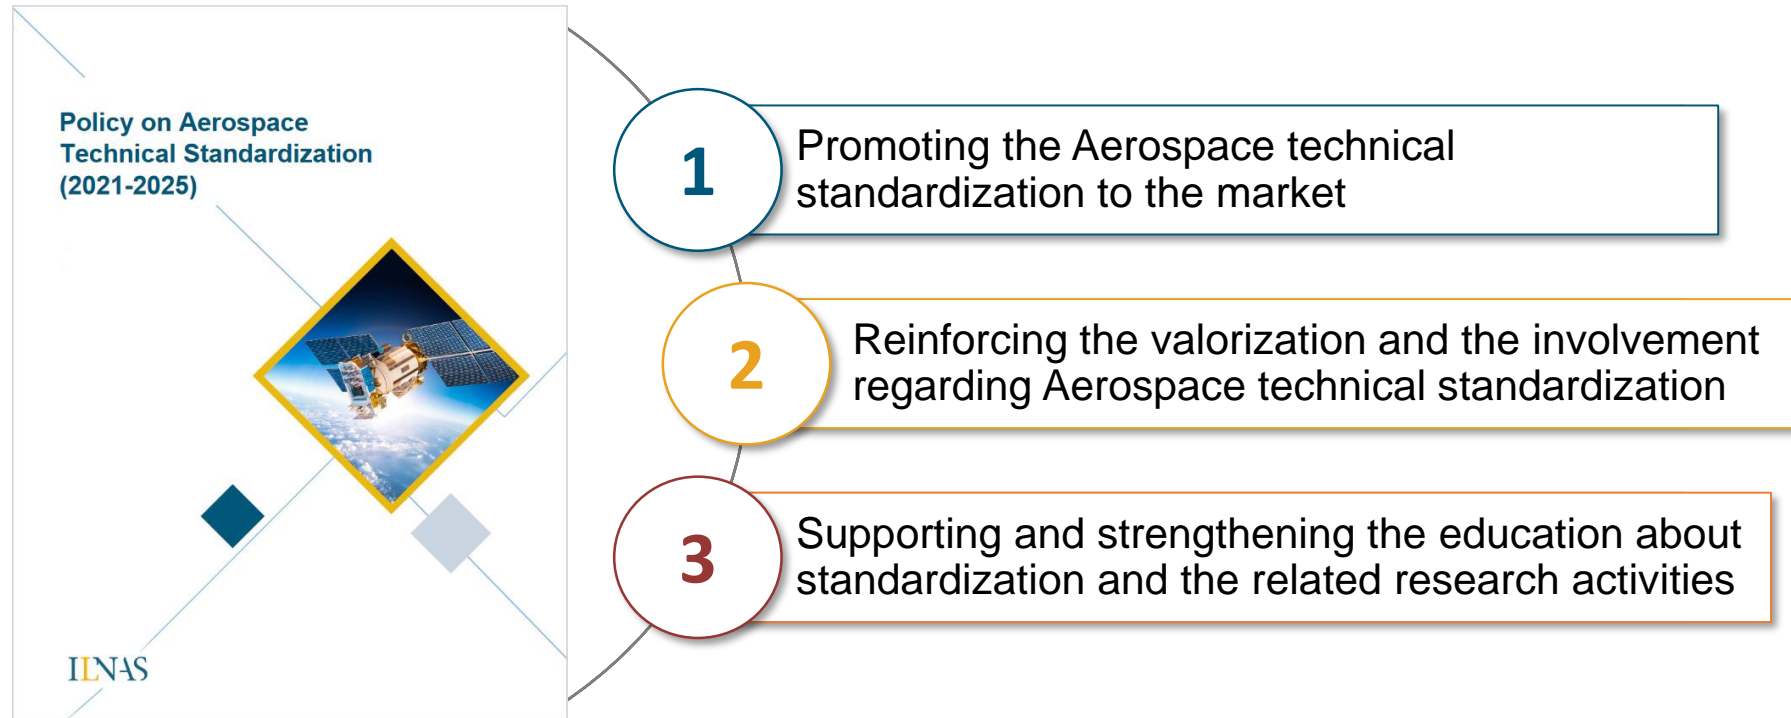 Policy on Aerospace
Technical Standardization
(2021-2025)
ILNAS
1
Promoting the Aerospace technical
standardization to the market
2
Reinforcing the valorization and the involvement
regarding Aerospace technical standardization
3
Supporting and strengthening the education about
standardization and the related research activities